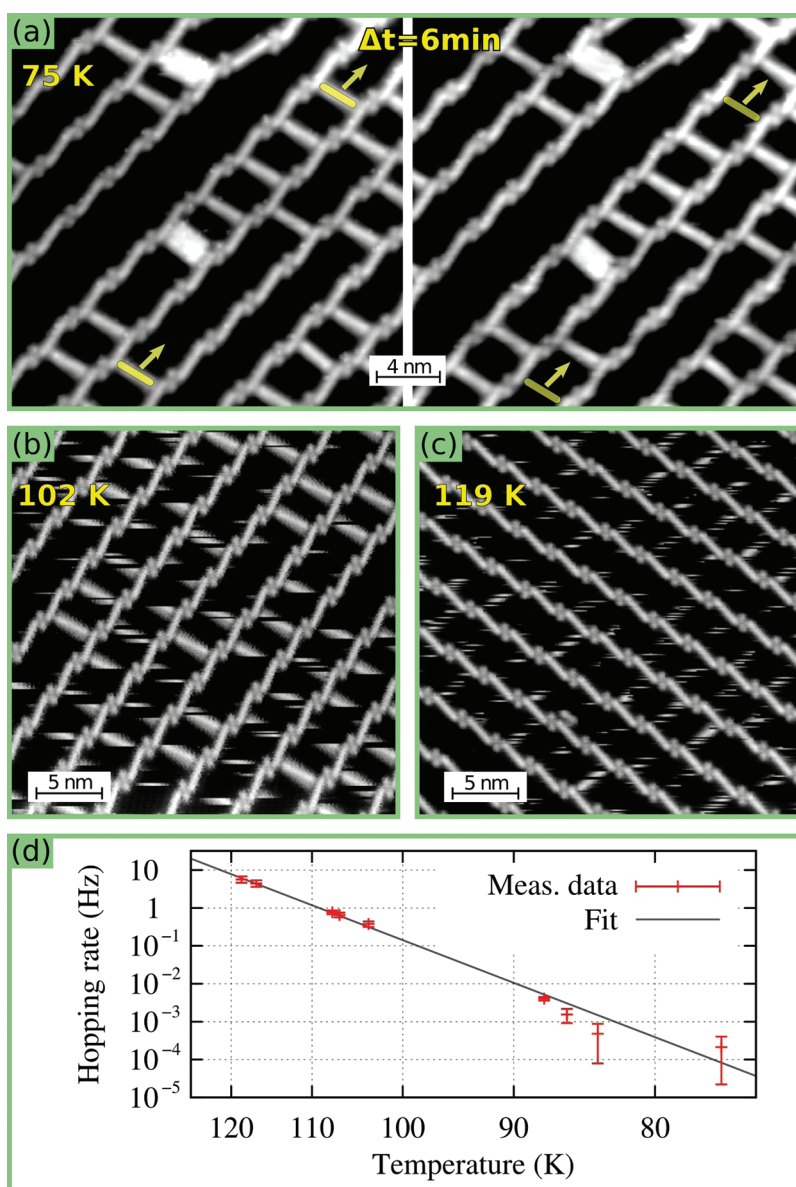 (a)
Δt=6min
75 K
4 nm
(b)
102 K
5 nm
(c)
119 K
5 nm
(d)
Hopping rate (Hz)
10
1
10⁻¹
10⁻²
10⁻³
10⁻⁴
10⁻⁵
Meas. data
Fit
120 110 100 90 80
Temperature (K)